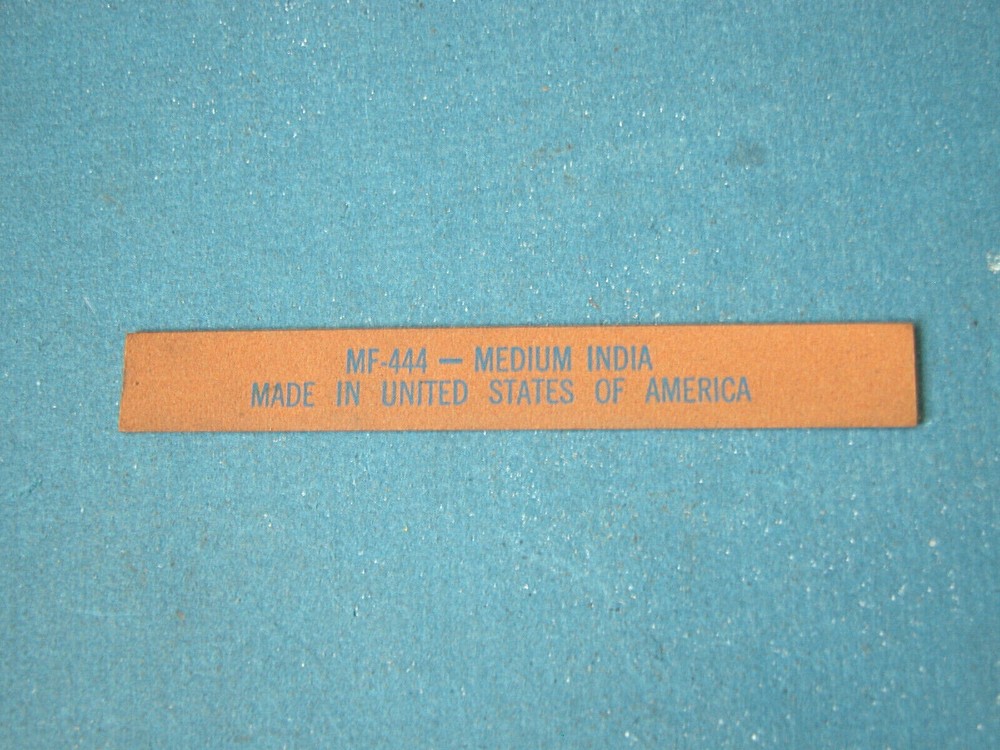 MF-444 — MEDIUM INDIA
MADE IN UNITED STATES OF AMERICA